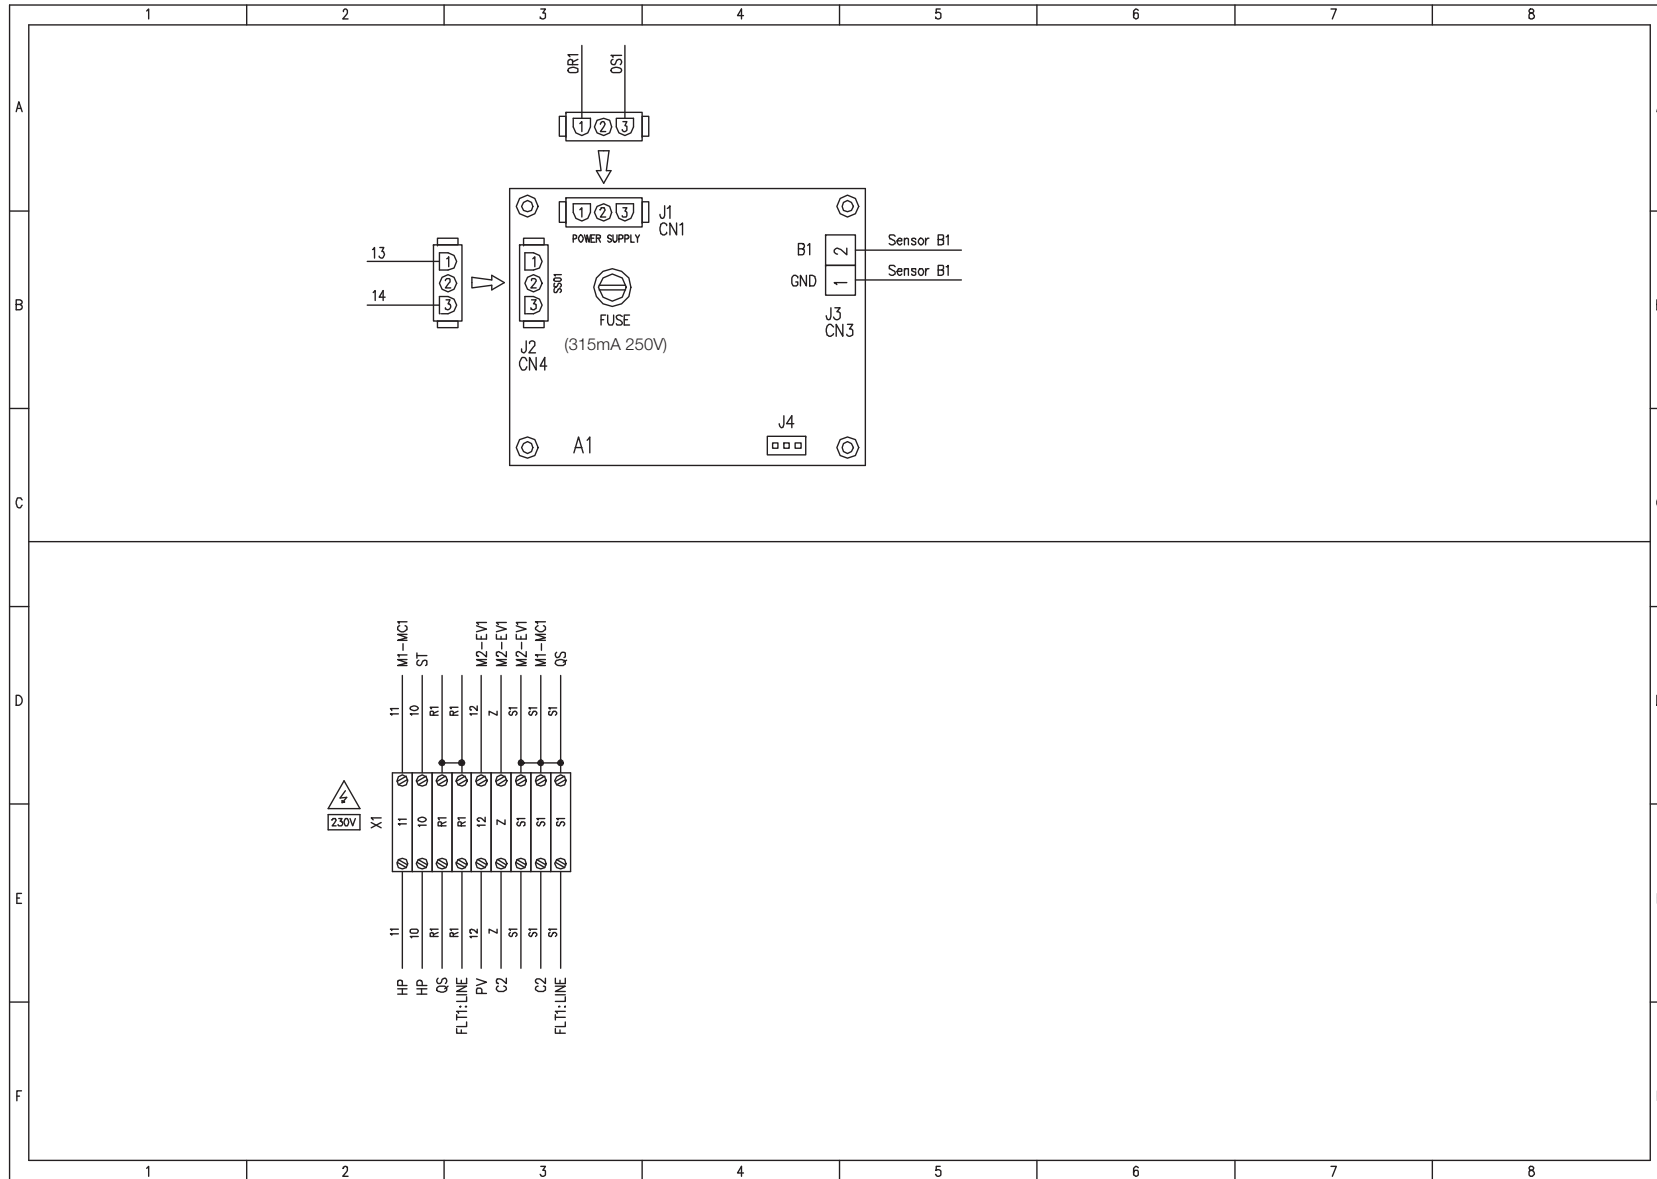 1 2 3 4 5 6 7 8
A
B
C
D
E
F
0R1
0S1
1 2 3
1 2 3
J1
CN1
POWER SUPPLY
13
14
1
2
3
1
2
3
SSO1
J2
CN4
FUSE
(315mA 250V)
B1
2
Sensor B1
GND
1
Sensor B1
J3
CN3
A1
J4
M1-MC1
ST
M2-EV1
M2-EV1
M2-EV1
M1-MC1
QS
11 10 R1 R1 12 Z S1 S1 S1
230V
X1
11 10 R1 R1 12 Z S1 S1 S1
11 10 R1 R1 12 Z S1 S1 S1
HP
HP
QS
FLT1:LINE
PV
C2
C2
FLT1:LINE
1 2 3 4 5 6 7 8